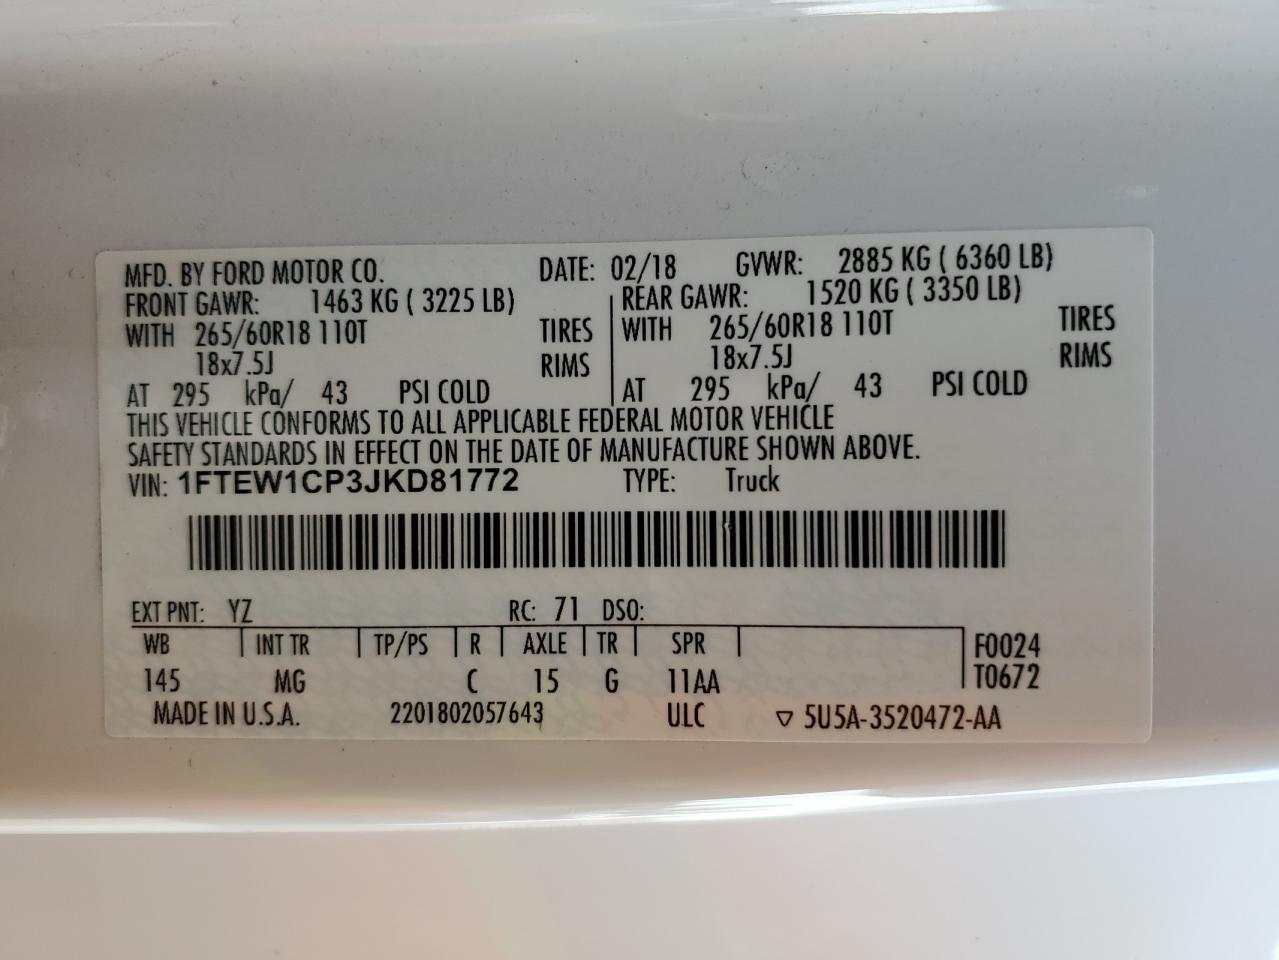 MFD. BY FORD MOTOR CO. DATE: 02/18 GVWR: 2885 KG ( 6360 LB)
FRONT GAWR: 1463 KG ( 3225 LB) REAR GAWR: 1520 KG ( 3350 LB)
WITH 265/60R18 110T TIRES WITH 265/60R18 110T TIRES
18x7.5J RIMS 18x7.5J RIMS
AT 295 kPa/ 43 PSI COLD AT 295 kPa/ 43 PSI COLD
THIS VEHICLE CONFORMS TO ALL APPLICABLE FEDERAL MOTOR VEHICLE
SAFETY STANDARDS IN EFFECT ON THE DATE OF MANUFACTURE SHOWN ABOVE.
VIN: 1FTEW1CP3JKD81772 TYPE: Truck
EXT PNT: YZ RC: 71 DSO:
WB INT TR TP/PS R AXLE TR SPR F0024
145 MG C 15 G 11AA T0672
MADE IN U.S.A. 2201802057643 ULC ▽ 5U5A-3520472-AA